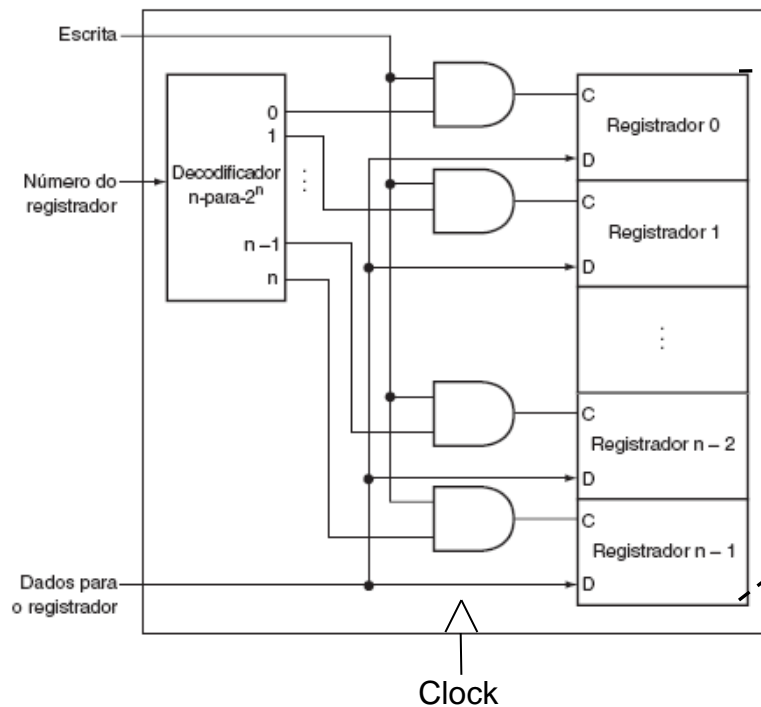 Escrita
Número do
registrador
Decodificador
n-para-2ⁿ
0
1
⋮
n – 1
n
C
Registrador 0
D
C
Registrador 1
D
⋮
C
Registrador n – 2
D
C
Registrador n – 1
D
Dados para
o registrador
Clock